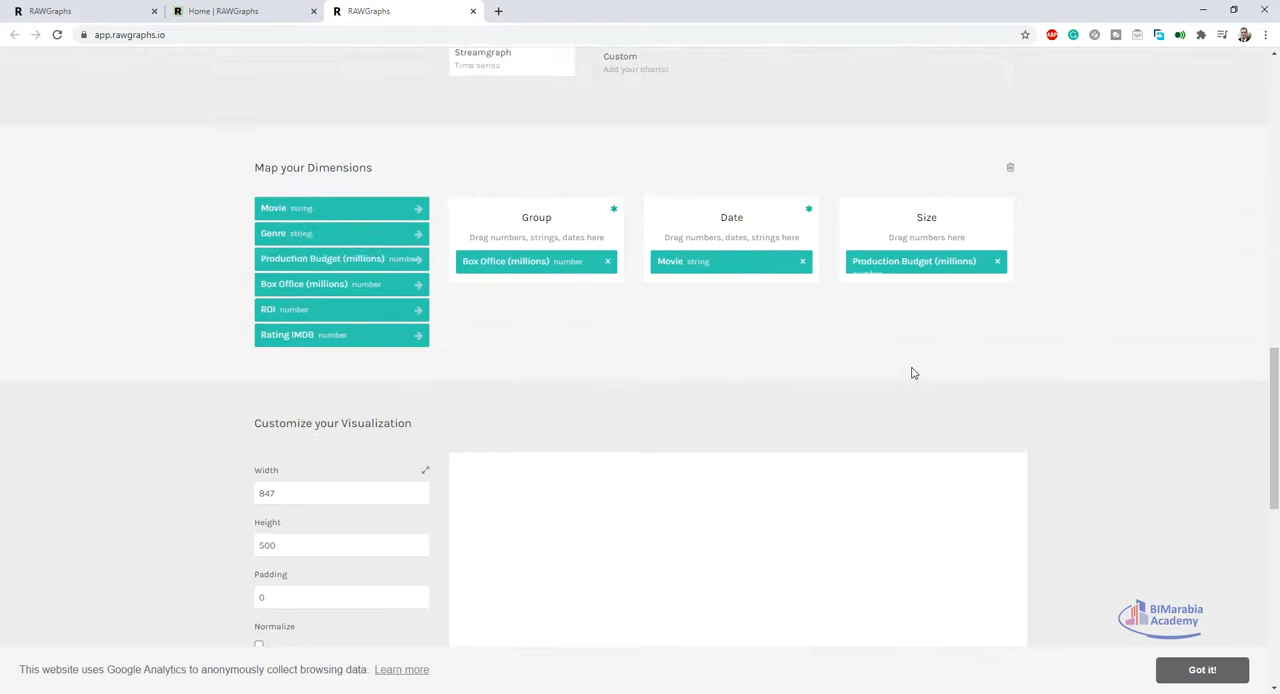 RAWGraphs
Home | RAWGraphs
RAWGraphs
app.rawgraphs.io
ABP
Streamgraph
Time series
Custom
Add your charts!
Map your Dimensions
Movie string
Genre string
Production Budget (millions) number
Box Office (millions) number
ROI number
Rating IMDB number
Group
Drag numbers, strings, dates here
Box Office (millions) number
Date
Drag numbers, dates, strings here
Movie string
Size
Drag numbers here
Production Budget (millions)
number
Customize your Visualization
Width
847
Height
500
Padding
0
Normalize
BIMarabia
Academy
This website uses Google Analytics to anonymously collect browsing data. Learn more
Got it!